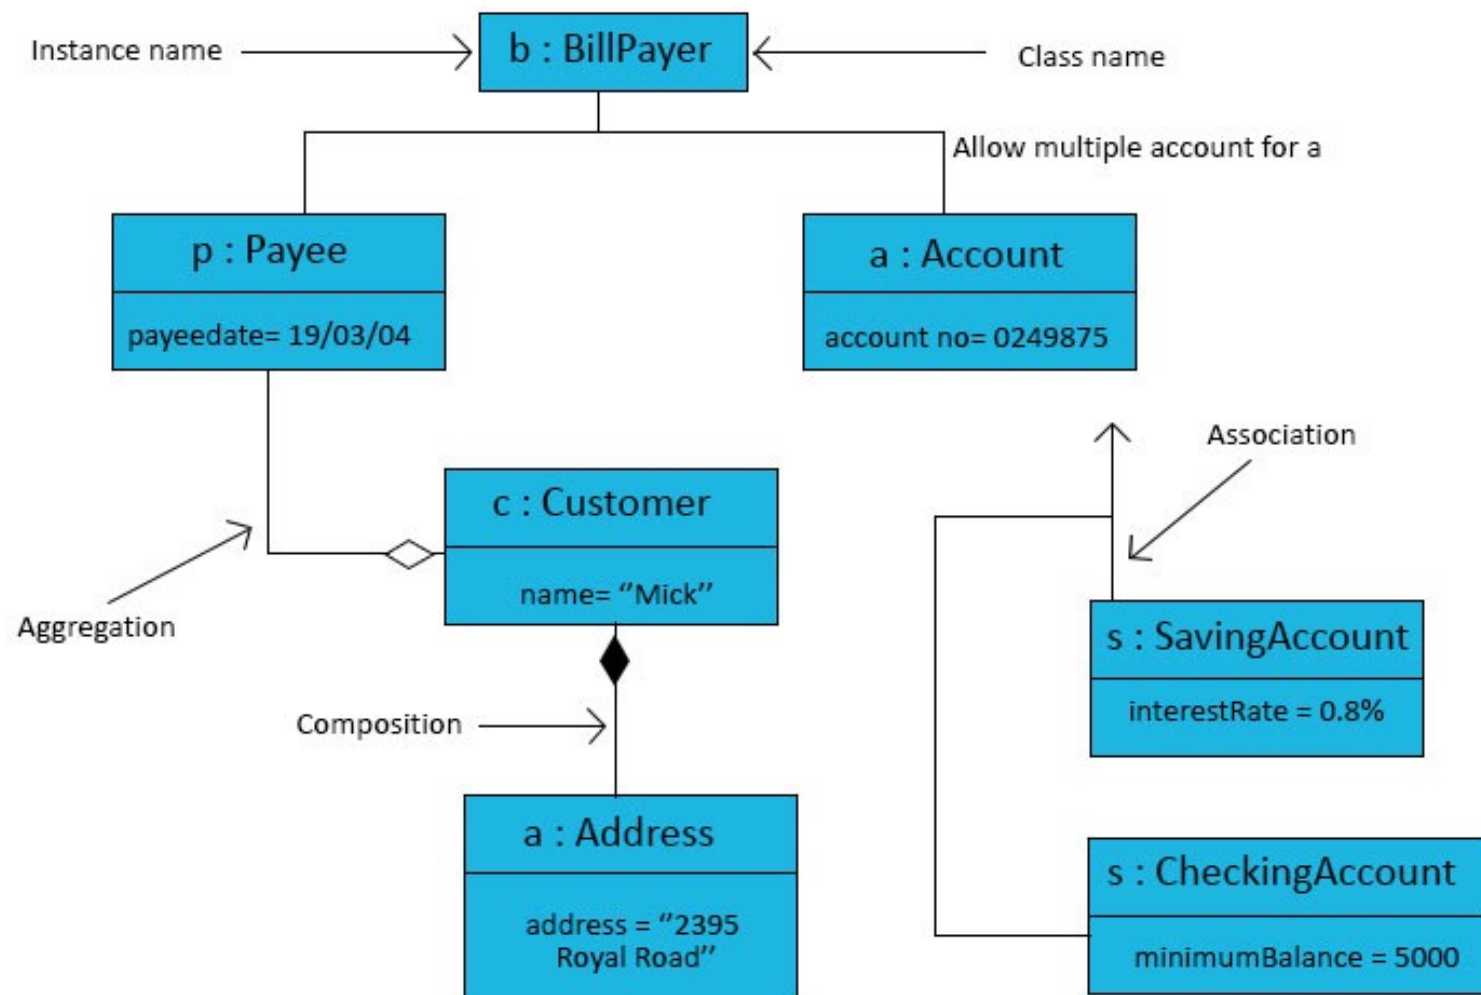 Instance name
b : BillPayer
Class name
Allow multiple account for a
p : Payee
payeedate= 19/03/04
a : Account
account no= 0249875
Association
c : Customer
name= “Mick”
Aggregation
s : SavingAccount
interestRate = 0.8%
Composition
a : Address
address = “2395
Royal Road”
s : CheckingAccount
minimumBalance = 5000